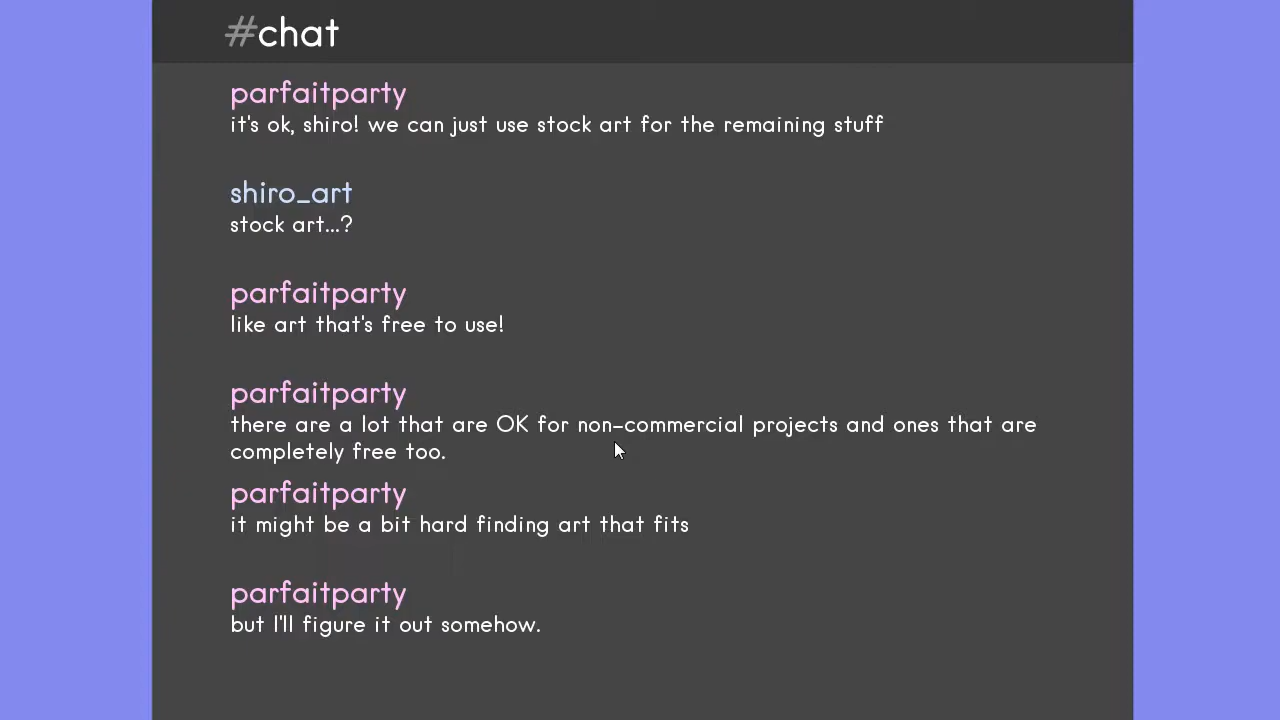 #chat
parfaitparty
it's ok, shiro! we can just use stock art for the remaining stuff
shiro_art
stock art...?
parfaitparty
like art that's free to use!
parfaitparty
there are a lot that are OK for non-commercial projects and ones that are
completely free too.
parfaitparty
it might be a bit hard finding art that fits
parfaitparty
but I'll figure it out somehow.